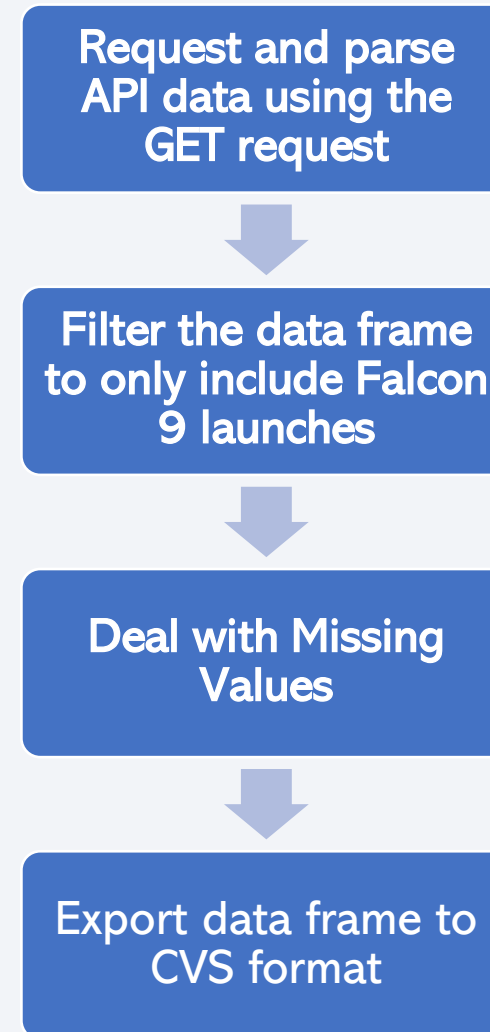 Request and parse
API data using the
GET request
Filter the data frame
to only include Falcon
9 launches
Deal with Missing
Values
Export data frame to
CVS format